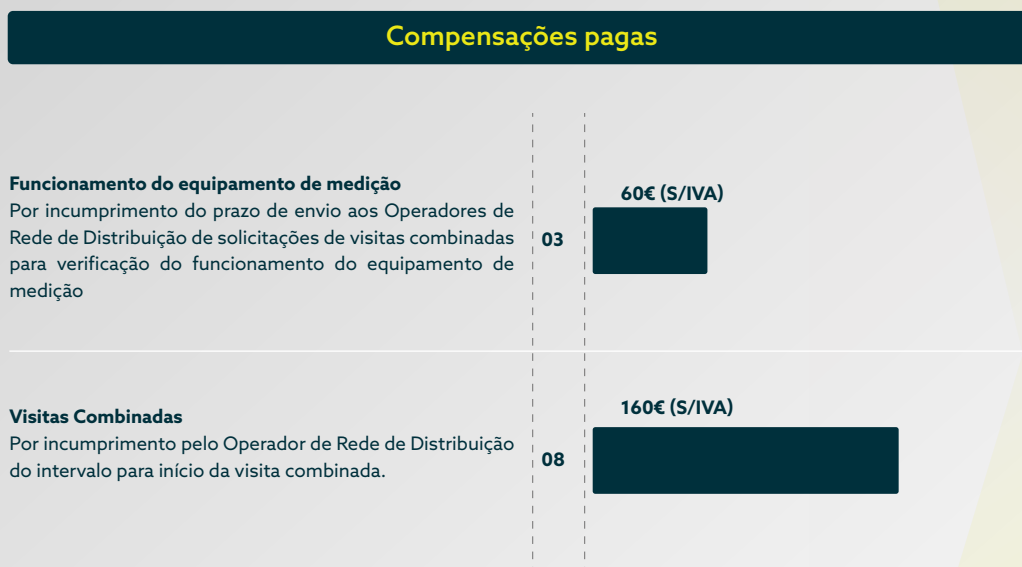 Compensações pagas
Funcionamento do equipamento de medição
Por incumprimento do prazo de envio aos Operadores de
Rede de Distribuição de solicitações de visitas combinadas
para verificação do funcionamento do equipamento de
medição
03
60€ (S/IVA)
Visitas Combinadas
Por incumprimento pelo Operador de Rede de Distribuição
do intervalo para início da visita combinada.
08
160€ (S/IVA)